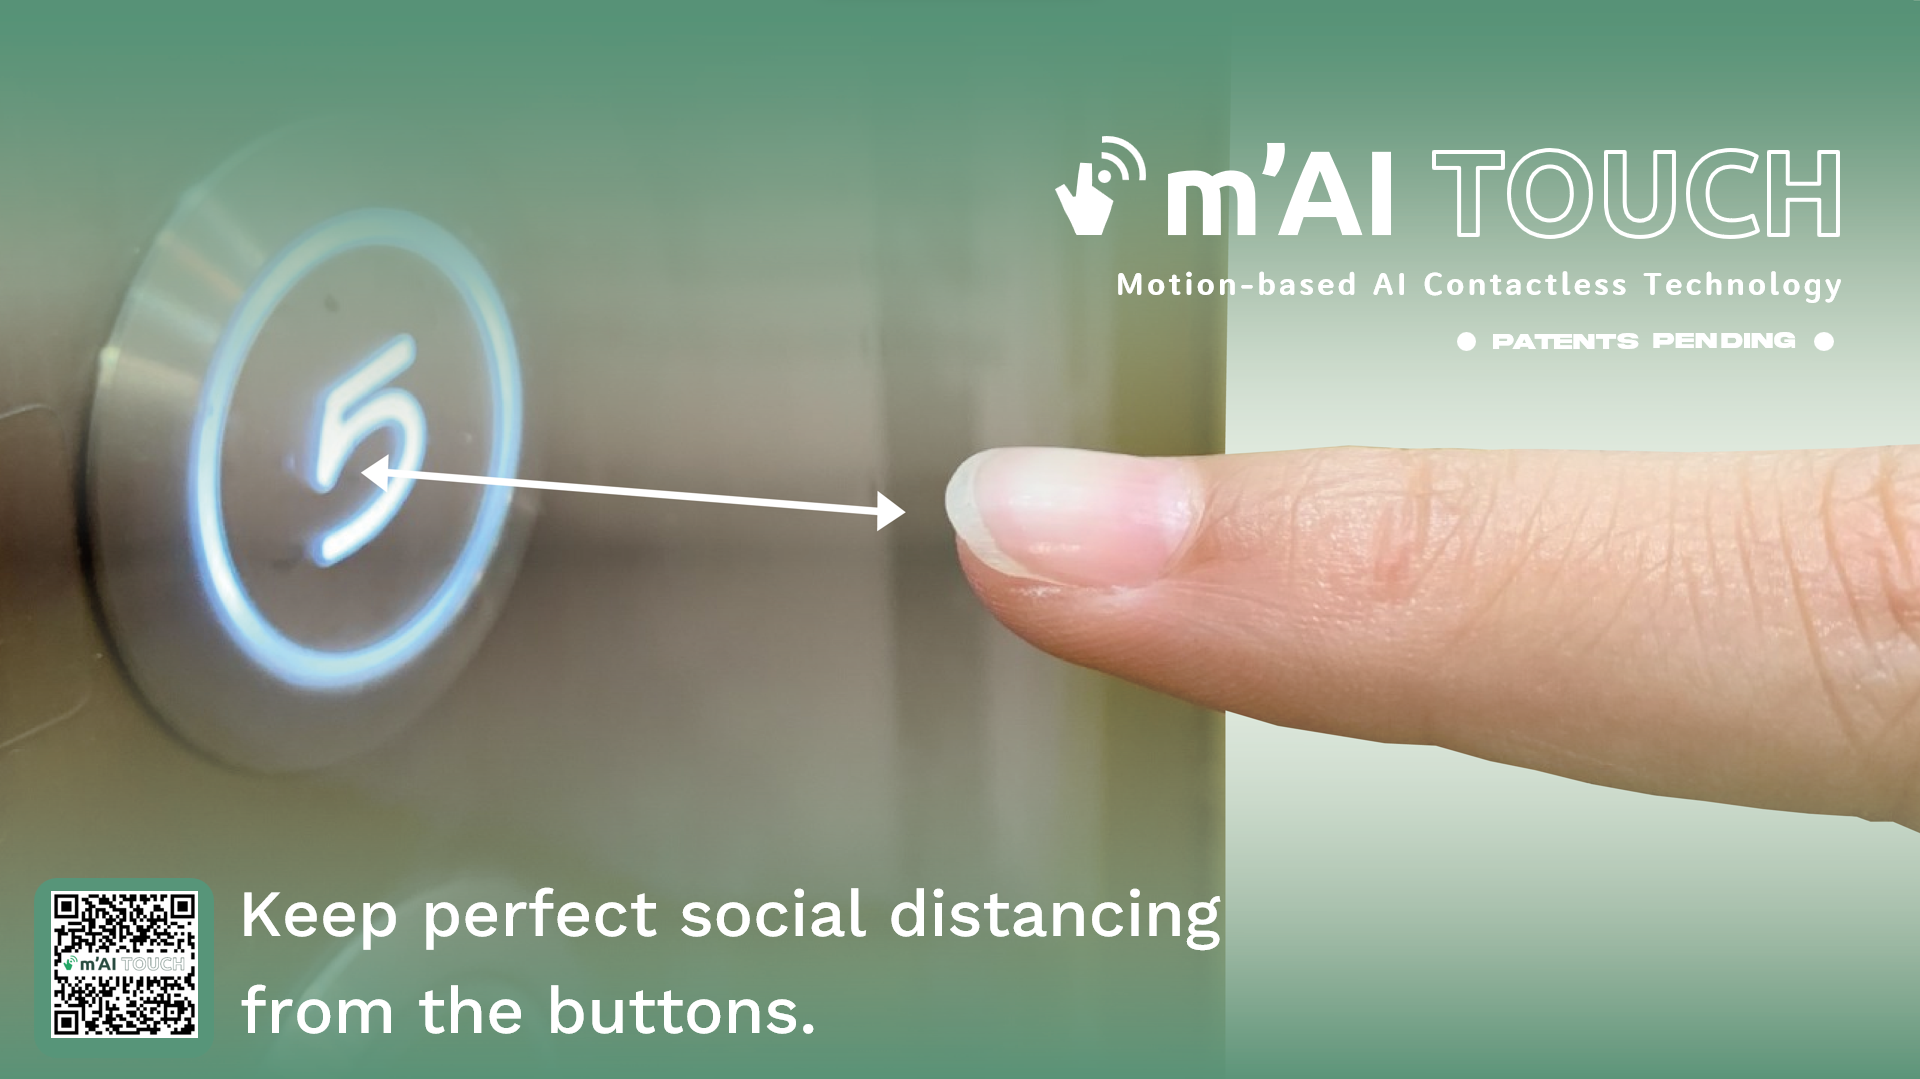 5
m'AI TOUCH
Motion-based AI Contactless Technology
PATENTS PENDING
Keep perfect social distancing
from the buttons.
m'AI TOUCH